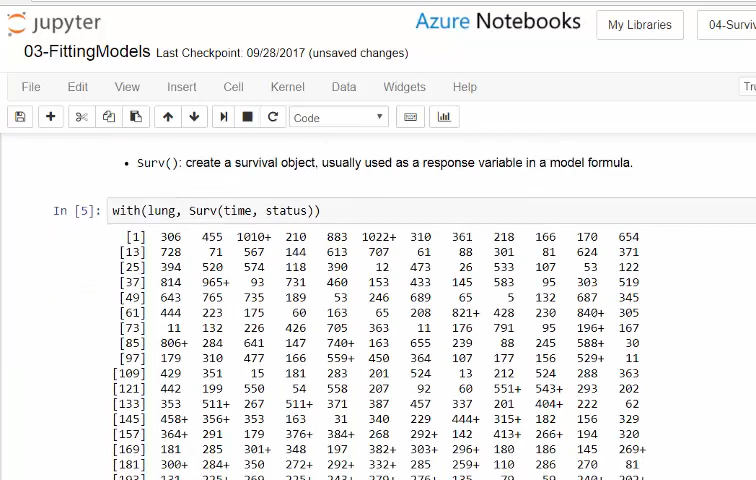 jupyter Azure Notebooks My Libraries 04-Surviv
03-FittingModels Last Checkpoint: 09/28/2017 (unsaved changes)
File Edit View Insert Cell Kernel Data Widgets Help Tru
Code
• Surv(): create a survival object, usually used as a response variable in a model formula.
In [5]: with(lung, Surv(time, status))
[1] 306 455 1010+ 210 883 1022+ 310 361 218 166 170 654
[13] 728 71 567 144 613 707 61 88 301 81 624 371
[25] 394 520 574 118 390 12 473 26 533 107 53 122
[37] 814 965+ 93 731 460 153 433 145 583 95 303 519
[49] 643 765 735 189 53 246 689 65 5 132 687 345
[61] 444 223 175 60 163 65 208 821+ 428 230 840+ 305
[73] 11 132 226 426 705 363 11 176 791 95 196+ 167
[85] 806+ 284 641 147 740+ 163 655 239 88 245 588+ 30
[97] 179 310 477 166 559+ 450 364 107 177 156 529+ 11
[109] 429 351 15 181 283 201 524 13 212 524 288 363
[121] 442 199 550 54 558 207 92 60 551+ 543+ 293 202
[133] 353 511+ 267 511+ 371 387 457 337 201 404+ 222 62
[145] 458+ 356+ 353 163 31 340 229 444+ 315+ 182 156 329
[157] 364+ 291 179 376+ 384+ 268 292+ 142 413+ 266+ 194 320
[169] 181 285 301+ 348 197 382+ 303+ 296+ 180 186 145 269+
[181] 300+ 284+ 350 272+ 292+ 332+ 285 259+ 110 286 270 81